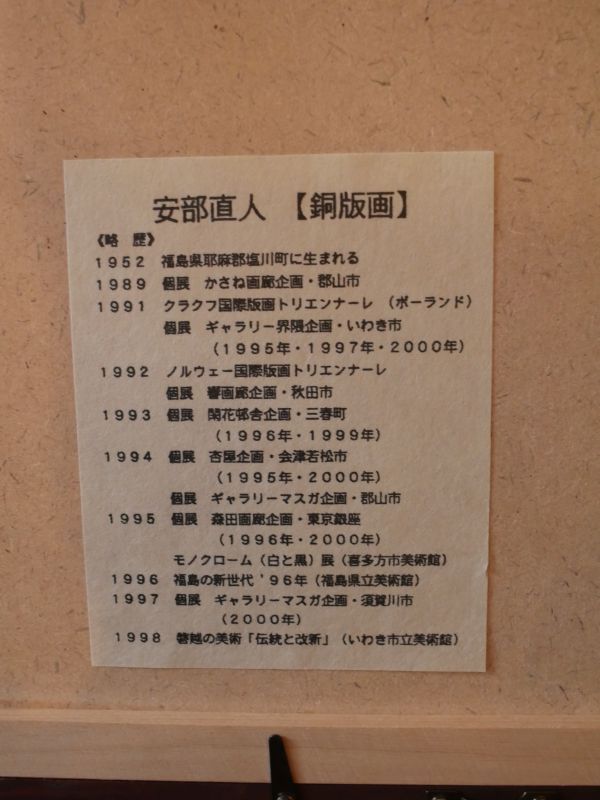 安部直人 【銅版画】
《略 歴》
1952 福島県耶麻郡塩川町に生まれる
1989 個展 かさね画廊企画・郡山市
1991 クラクフ国際版画トリエンナーレ (ポーランド)
個展 ギャラリー界隈企画・いわき市
(1995年・1997年・2000年)
1992 ノルウェー国際版画トリエンナーレ
個展 響画廊企画・秋田市
1993 個展 閑花邨舎企画・三春町
(1996年・1999年)
1994 個展 杏屋企画・会津若松市
(1995年・2000年)
個展 ギャラリーマスガ企画・郡山市
1995 個展 森田画廊企画・東京銀座
(1996年・2000年)
モノクローム(白と黒)展(喜多方市美術館)
1996 福島の新世代 '96年(福島県立美術館)
1997 個展 ギャラリーマスガ企画・須賀川市
(2000年)
1998 磐越の美術「伝統と改新」(いわき市立美術館)